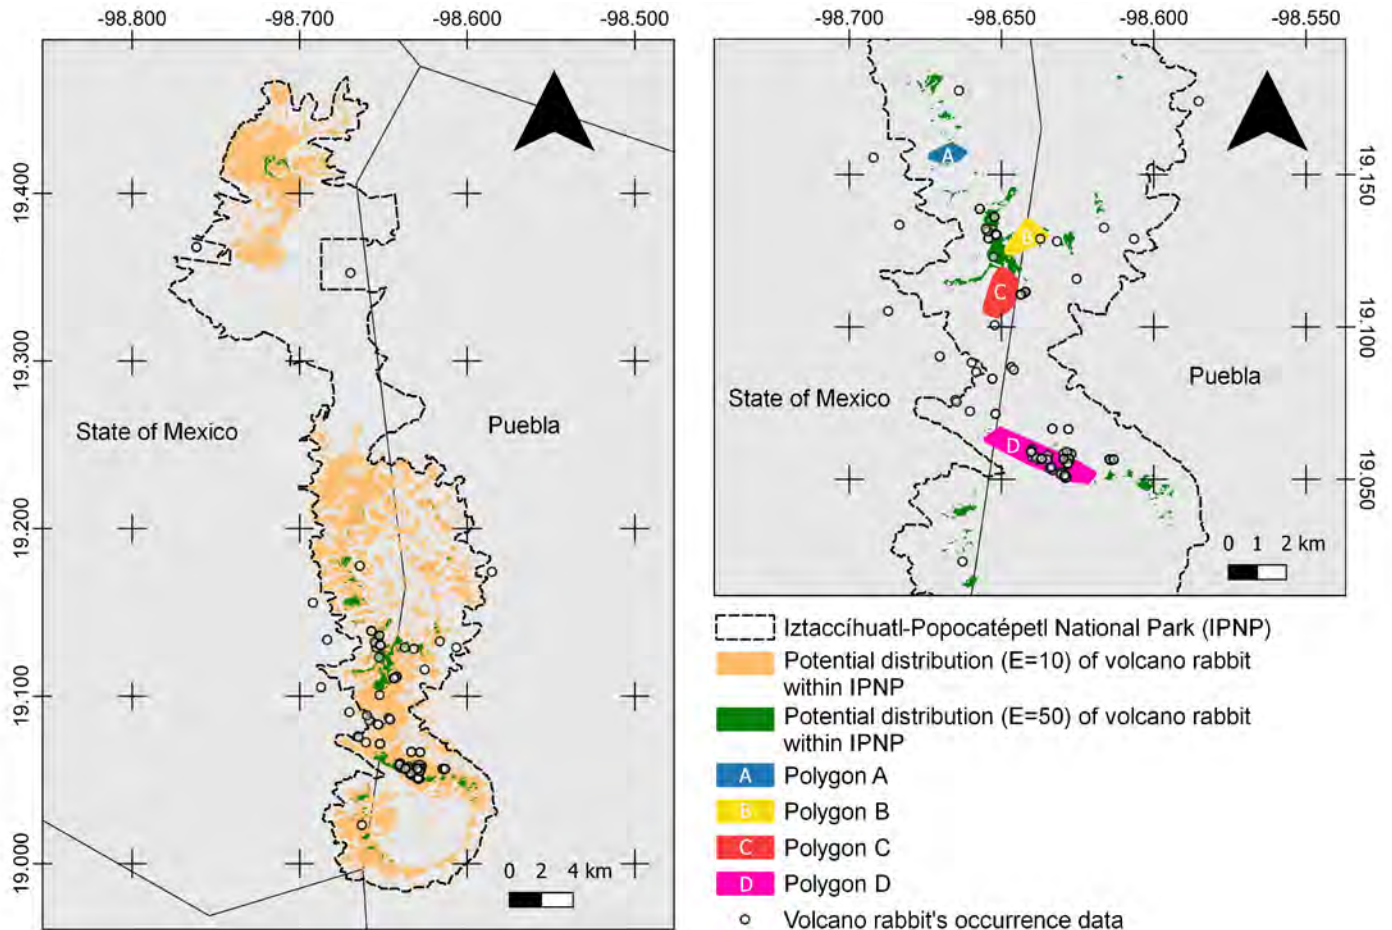 -98.800 -98.700 -98.600 -98.500
19.400
19.300
19.200
19.100
19.000
State of Mexico
Puebla
0 2 4 km
-98.700 -98.650 -98.600 -98.550
19.150
19.100
19.050
A
B
C
D
State of Mexico
Puebla
0 1 2 km
Iztaccíhuatl-Popocatépetl National Park (IPNP)
Potential distribution (E=10) of volcano rabbit
within IPNP
Potential distribution (E=50) of volcano rabbit
within IPNP
A Polygon A
B Polygon B
C Polygon C
D Polygon D
Volcano rabbit's occurrence data